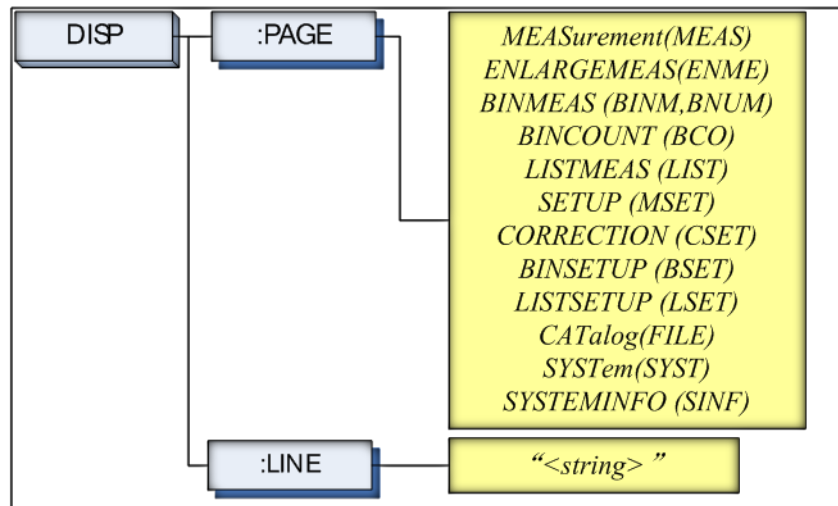 DISP
:PAGE
MEASurement(MEAS)
ENLARGEMEAS(ENME)
BINMEAS (BINM,BNUM)
BINCOUNT (BCO)
LISTMEAS (LIST)
SETUP (MSET)
CORRECTION (CSET)
BINSETUP (BSET)
LISTSETUP (LSET)
CATalog(FILE)
SYSTem(SYST)
SYSTEMINFO (SINF)
:LINE
“<string> ”